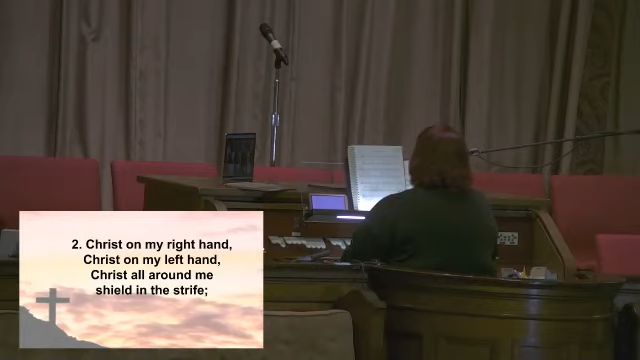 2. Christ on my right hand,
Christ on my left hand,
Christ all around me
shield in the strife;